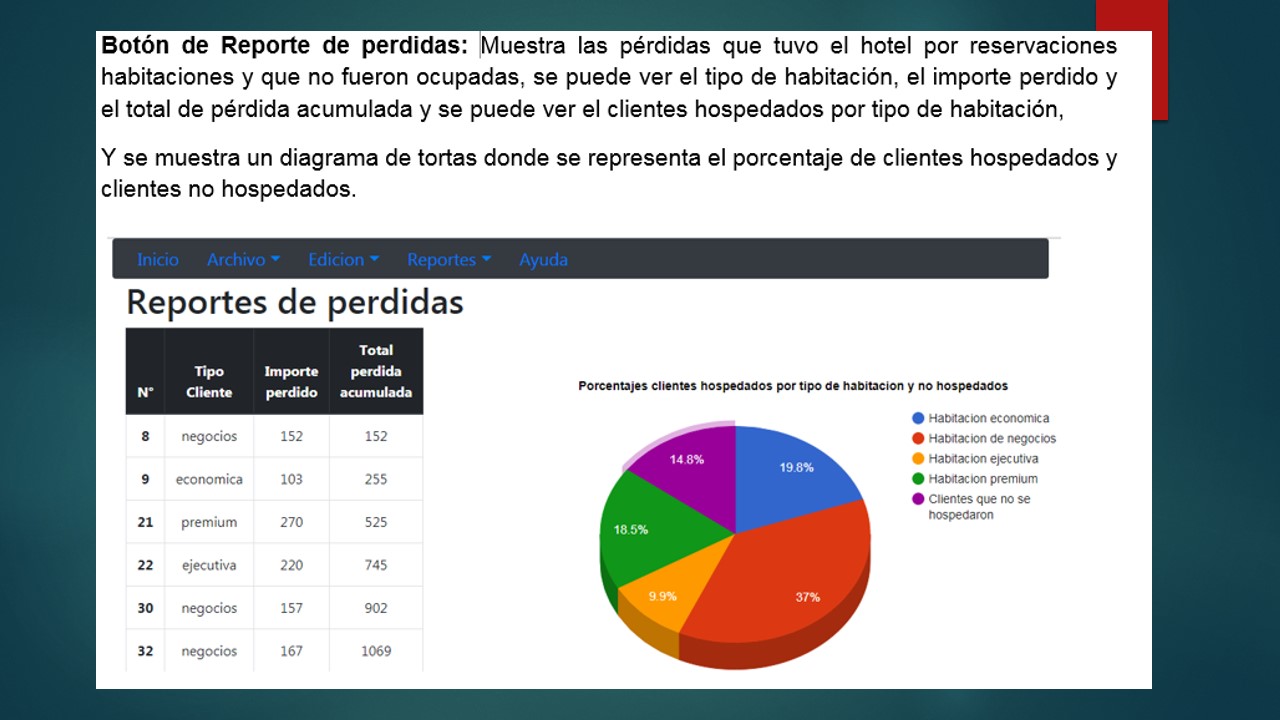 Botón de Reporte de perdidas: Muestra las pérdidas que tuvo el hotel por reservaciones
habitaciones y que no fueron ocupadas, se puede ver el tipo de habitación, el importe perdido y
el total de pérdida acumulada y se puede ver el clientes hospedados por tipo de habitación,
Y se muestra un diagrama de tortas donde se representa el porcentaje de clientes hospedados y
clientes no hospedados.
Inicio Archivo Edicion Reportes Ayuda
Reportes de perdidas
N° Tipo Cliente Importe perdido Total perdida acumulada
8 negocios 152 152
9 economica 103 255
21 premium 270 525
22 ejecutiva 220 745
30 negocios 157 902
32 negocios 167 1069
Porcentajes clientes hospedados por tipo de habitacion y no hospedados
14.8%
19.8%
18.5%
9.9%
37%
Habitacion economica
Habitacion de negocios
Habitacion ejecutiva
Habitacion premium
Clientes que no se
hospedaron